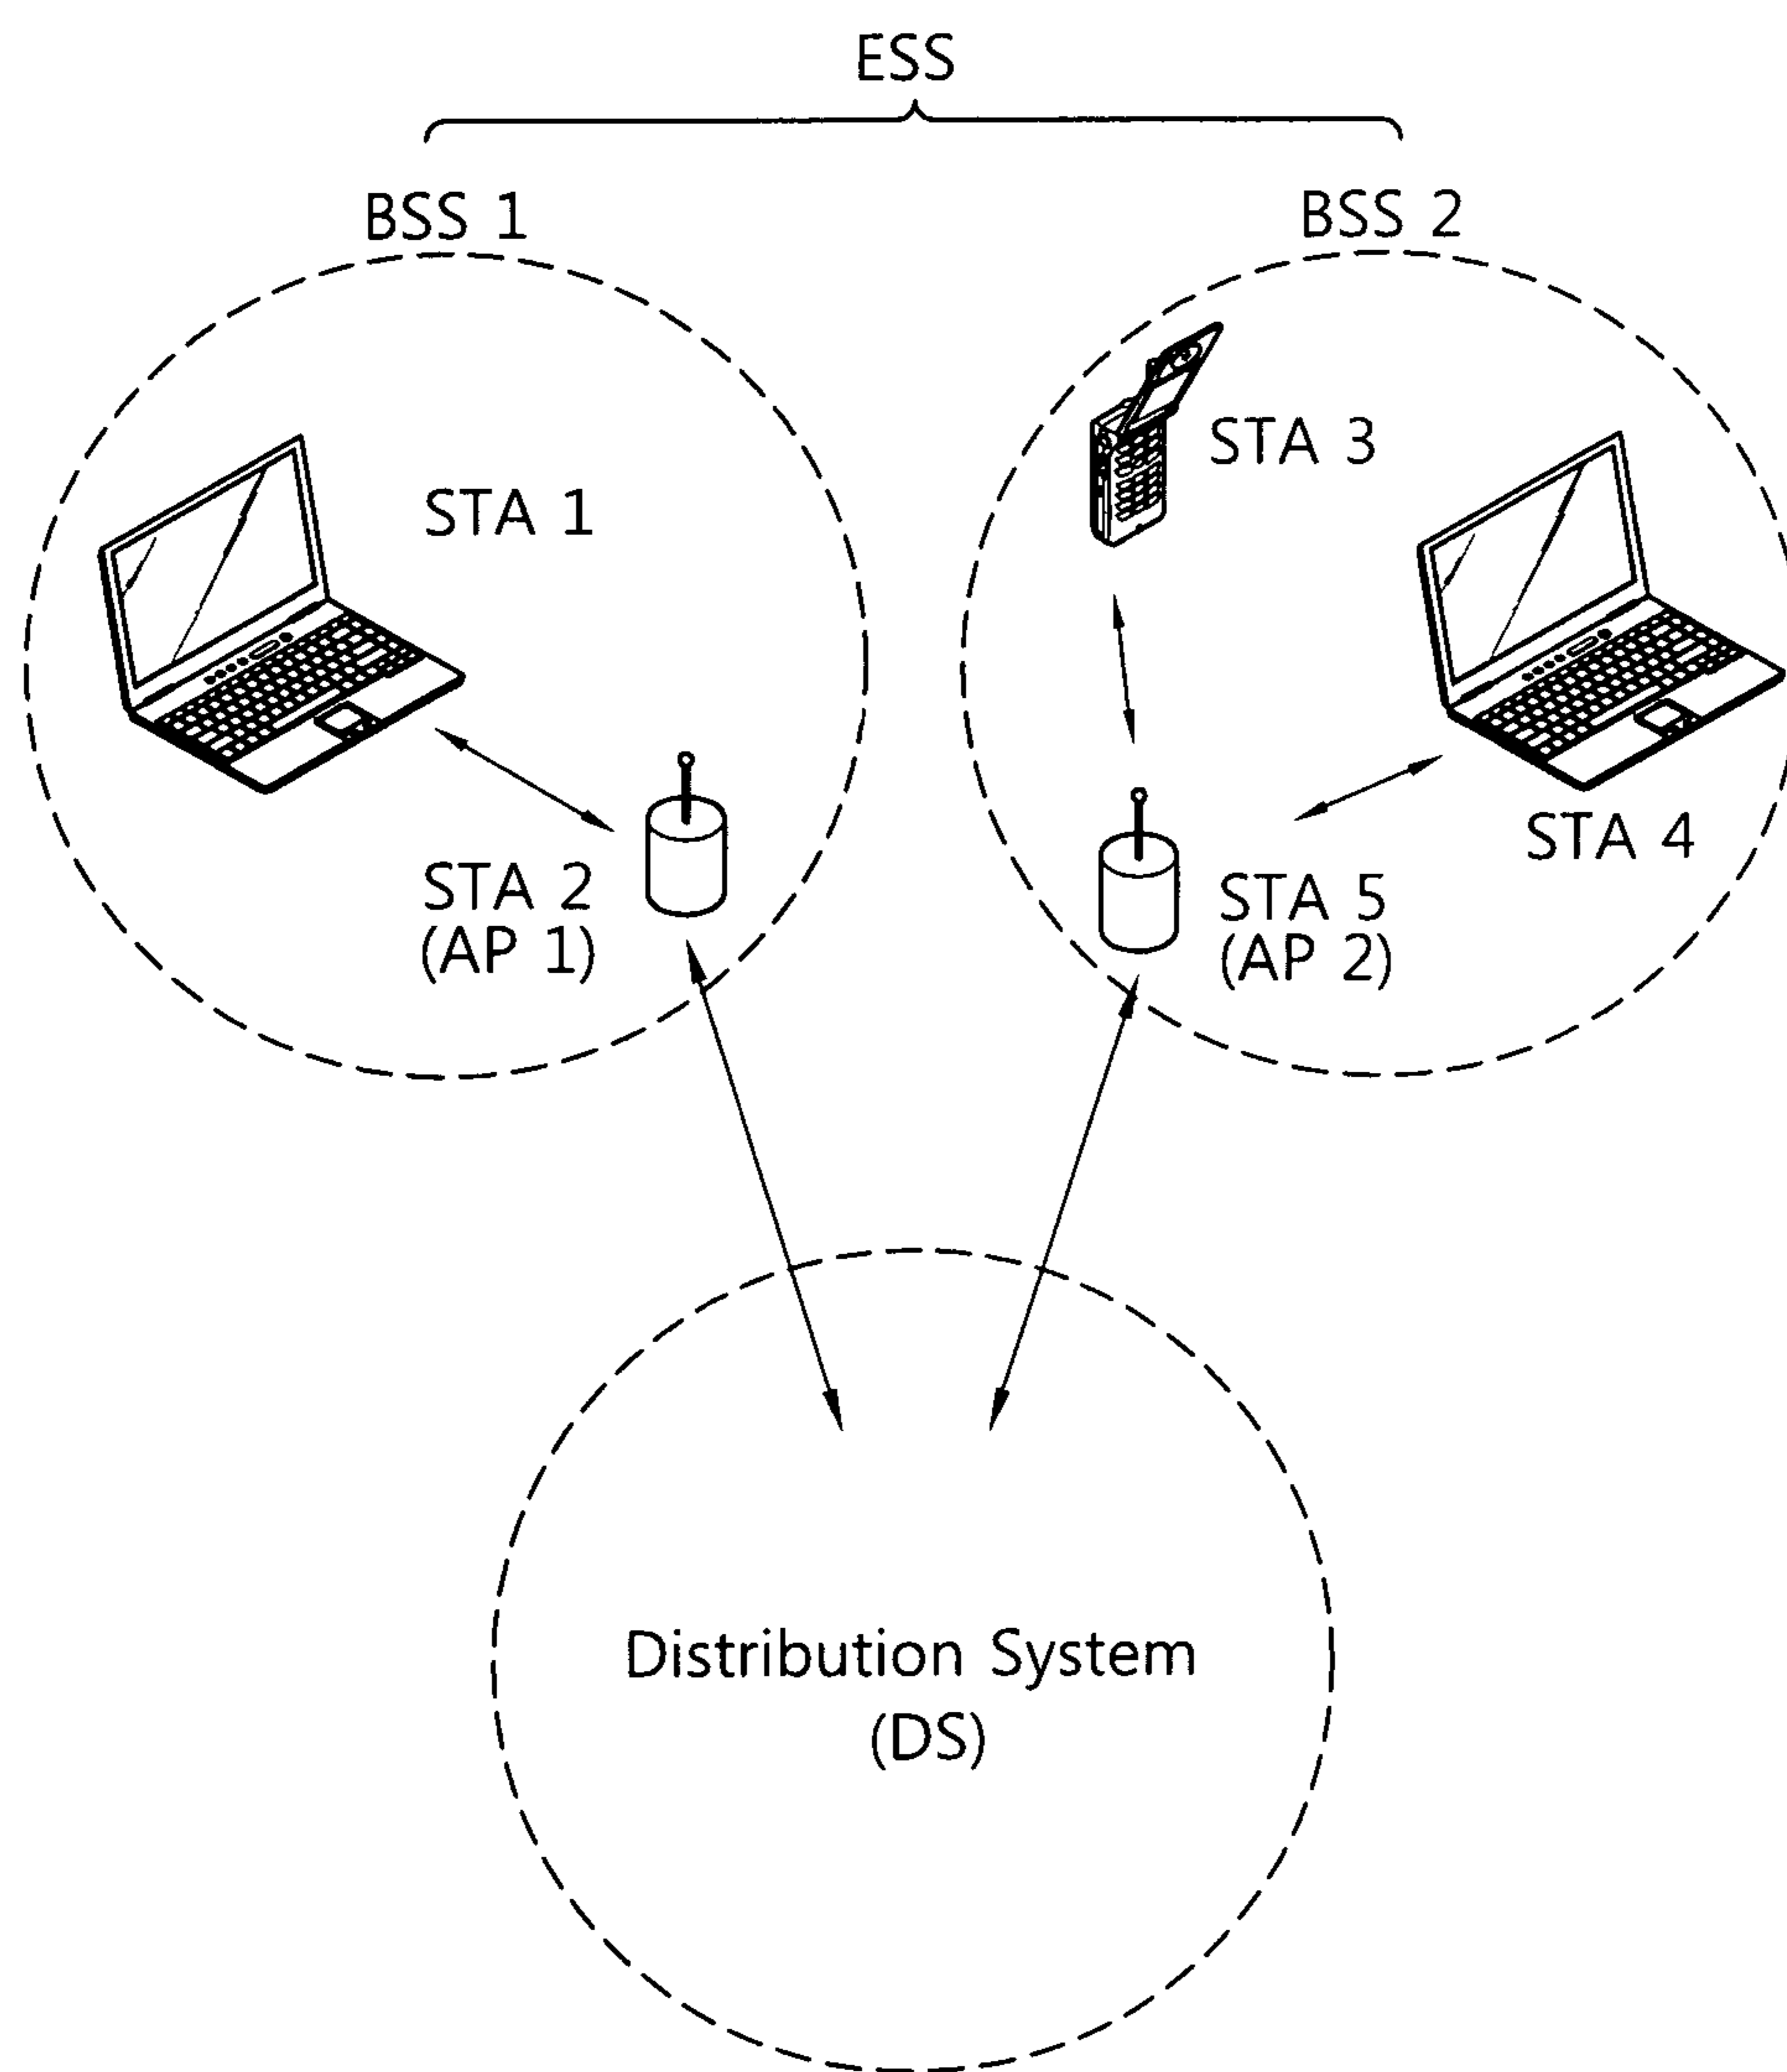 ESS
BSS 1
BSS 2
STA 3
STA 1
STA 4
STA 2
(AP 1)
STA 5
(AP 2)
Distribution System
(DS)